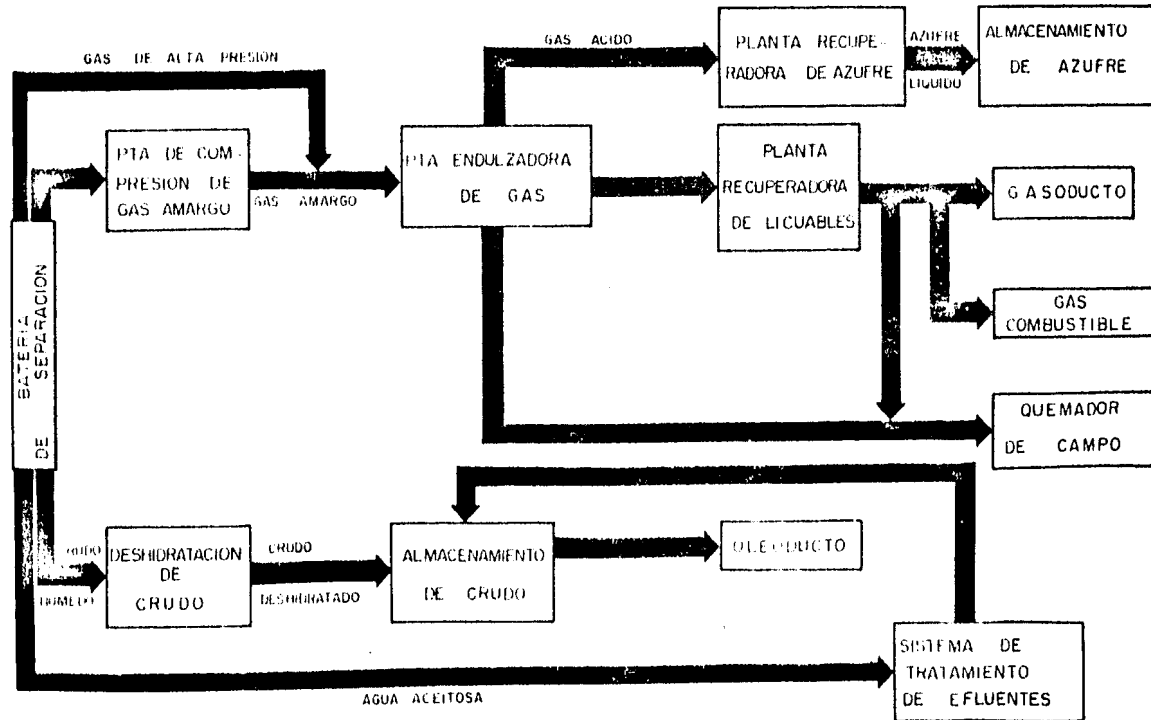 GAS DE ALTA PRESION
GAS ACIDO
PLANTA RECUPE-
RADORA DE AZUFRE
AZUFRE
LIQUIDO
ALMACENAMIENTO
DE AZUFRE
PTA DE COM-
PRESION DE
GAS AMARGO
GAS AMARGO
PTA ENDULZADORA
DE GAS
PLANTA
RECUPERADORA
DE LICUABLES
GASODUCTO
GAS
COMBUSTIBLE
QUEMADOR
DE CAMPO
BATERIA
DE SEPARACION
HUMEDO
DESHIDRATACION
DE
CRUDO
CRUDO
DESHIDRATADO
ALMACENAMIENTO
DE CRUDO
OLEODUCTO
SISTEMA DE
TRATAMIENTO
DE EFLUENTES
AGUA ACEITOSA